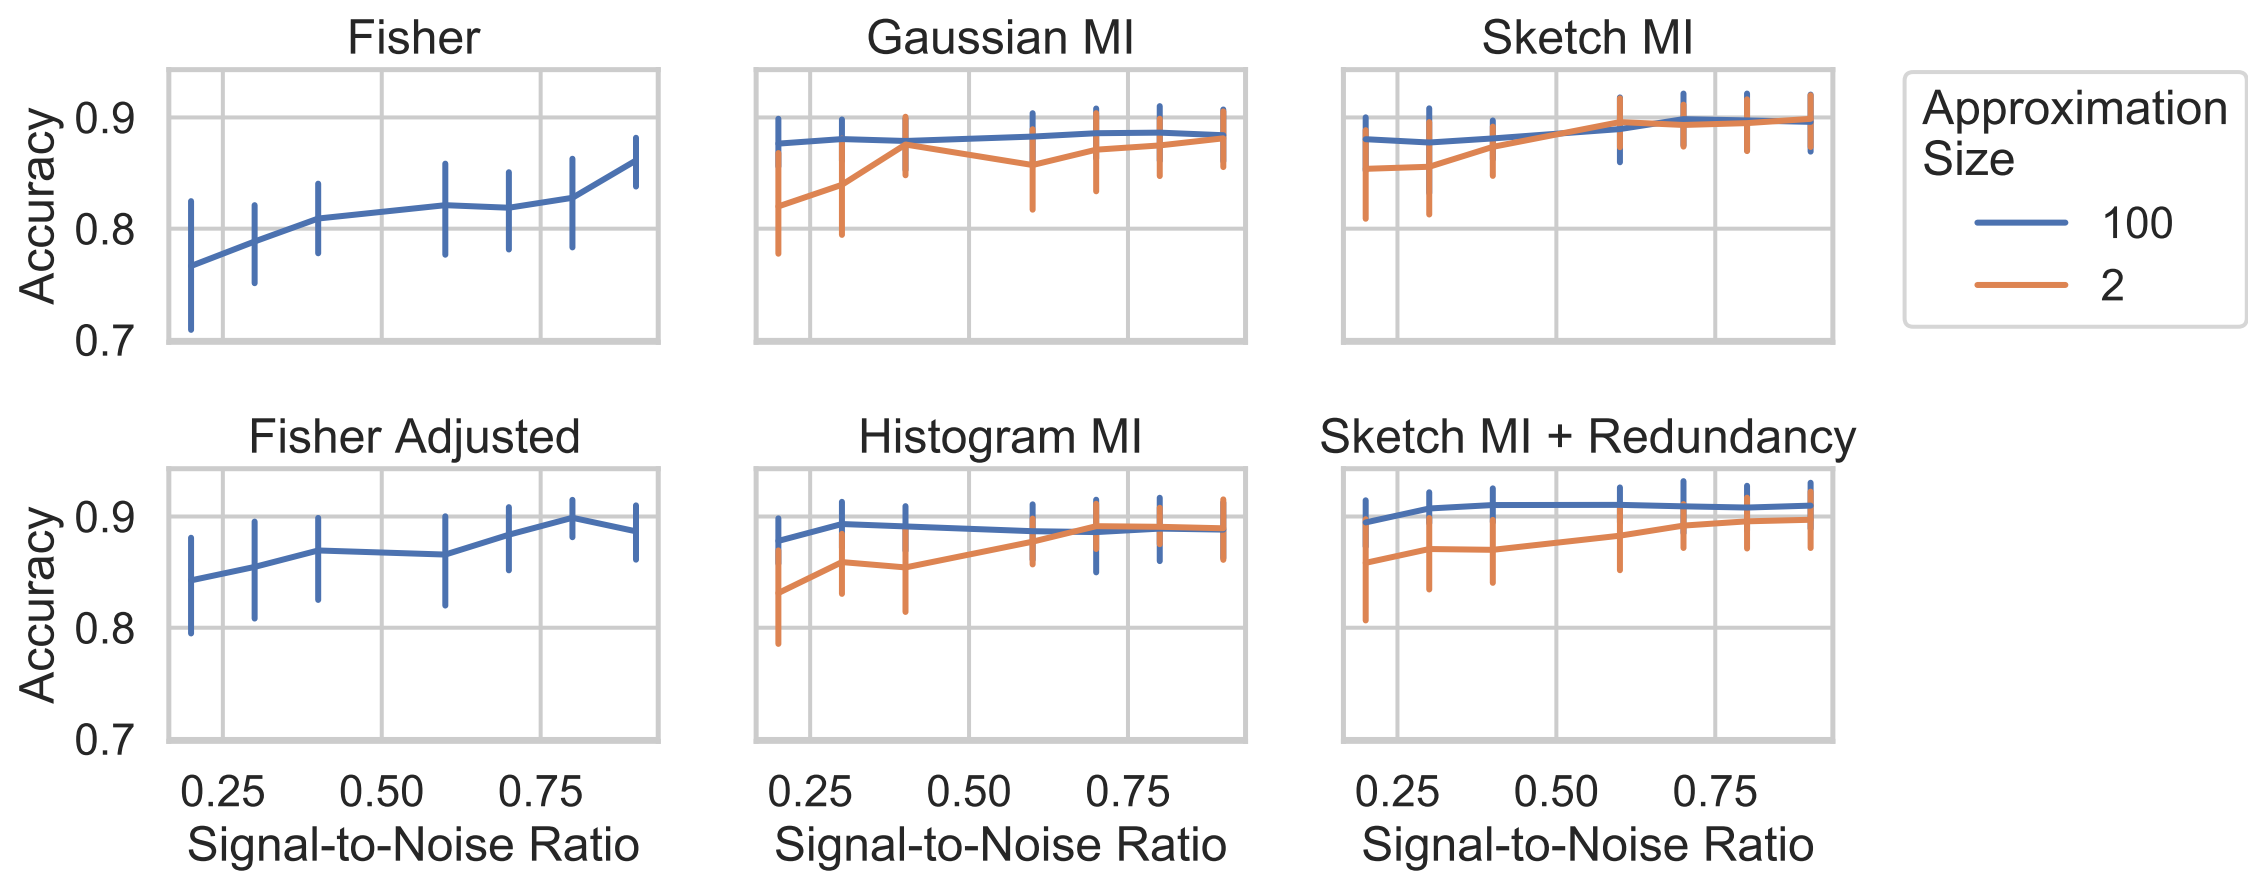 Fisher
Gaussian MI
Sketch MI
Accuracy
0.9
0.8
0.7
Approximation
Size
100
2
Fisher Adjusted
Histogram MI
Sketch MI + Redundancy
Accuracy
0.9
0.8
0.7
0.25 0.50 0.75
0.25 0.50 0.75
0.25 0.50 0.75
Signal-to-Noise Ratio
Signal-to-Noise Ratio
Signal-to-Noise Ratio